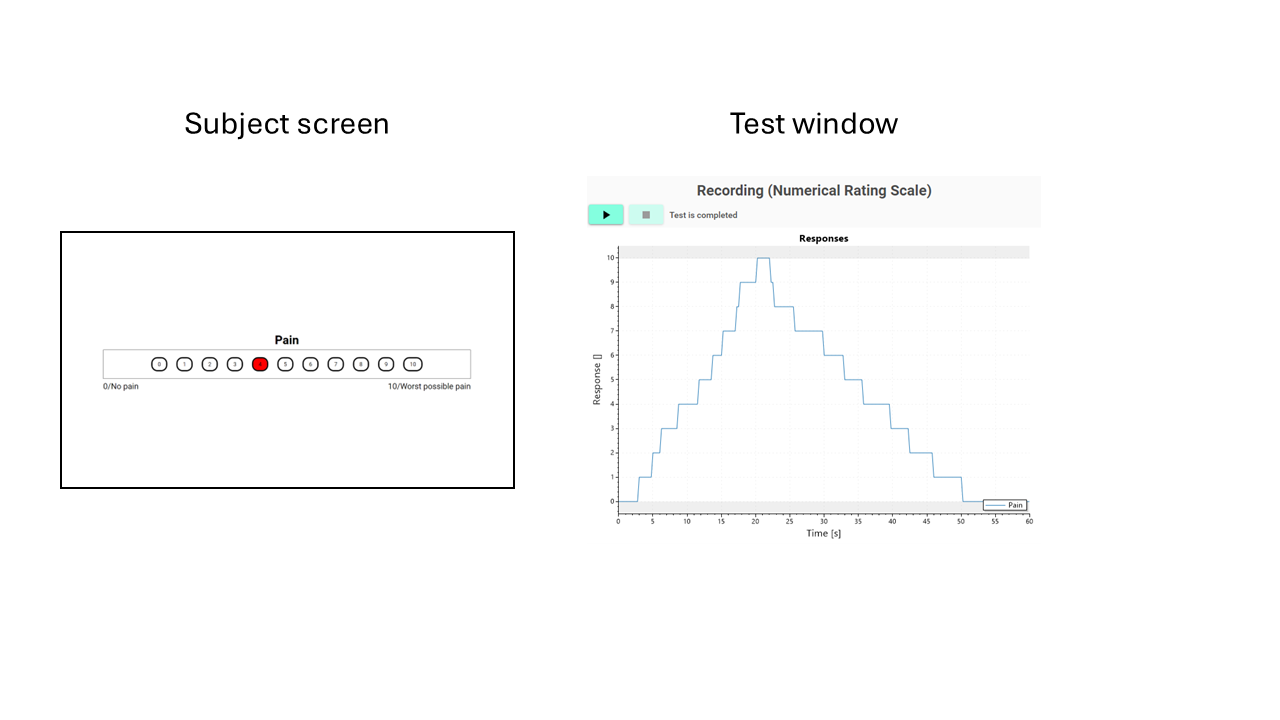 Subject screen
Test window
Pain
0 1 2 3 4 5 6 7 8 9 10
0/No pain 10/Worst possible pain
Recording (Numerical Rating Scale)
Test is completed
Responses
Response []
10
9
8
7
6
5
4
3
2
1
0
Pain
0 5 10 15 20 25 30 35 40 45 50 55 60
Time [s]